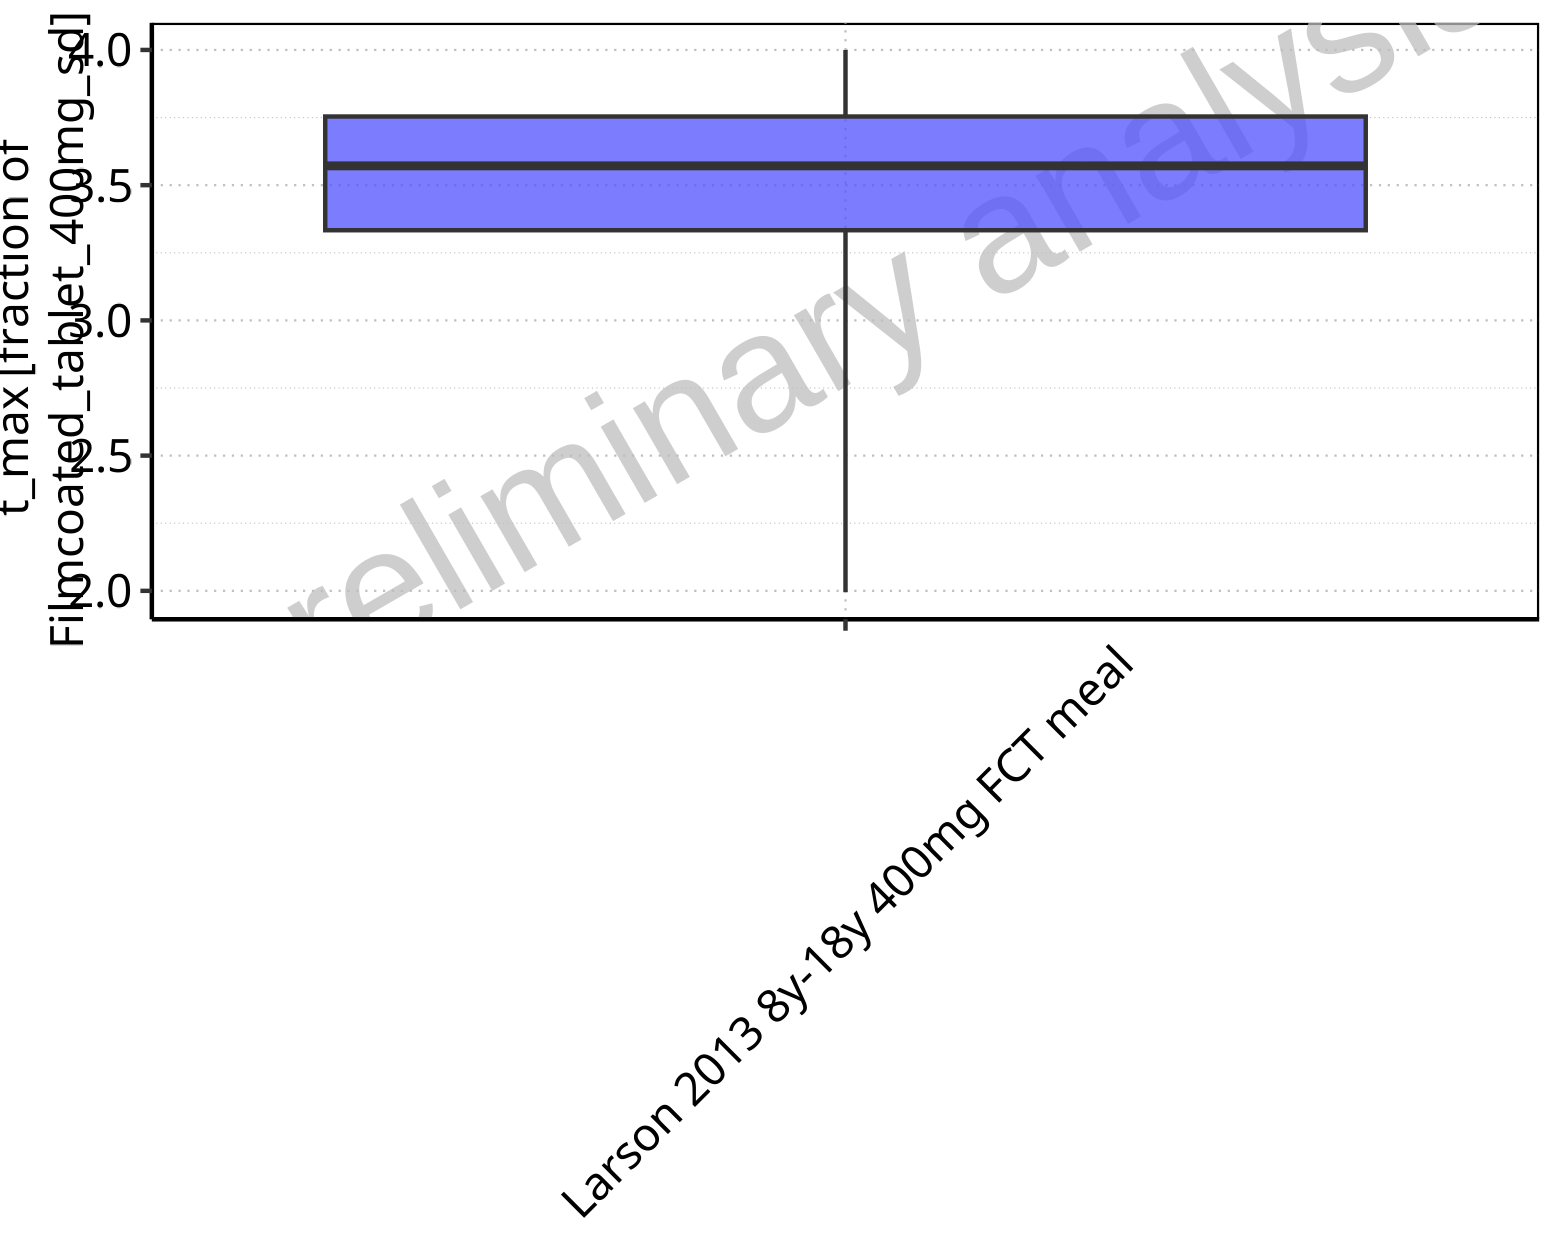 t_max [fraction of
Filmcoated_tablet_400mg_sd]
4.0
3.5
3.0
2.5
2.0
reliminary analysis
Larson 2013 8y-18y 400mg FCT meal